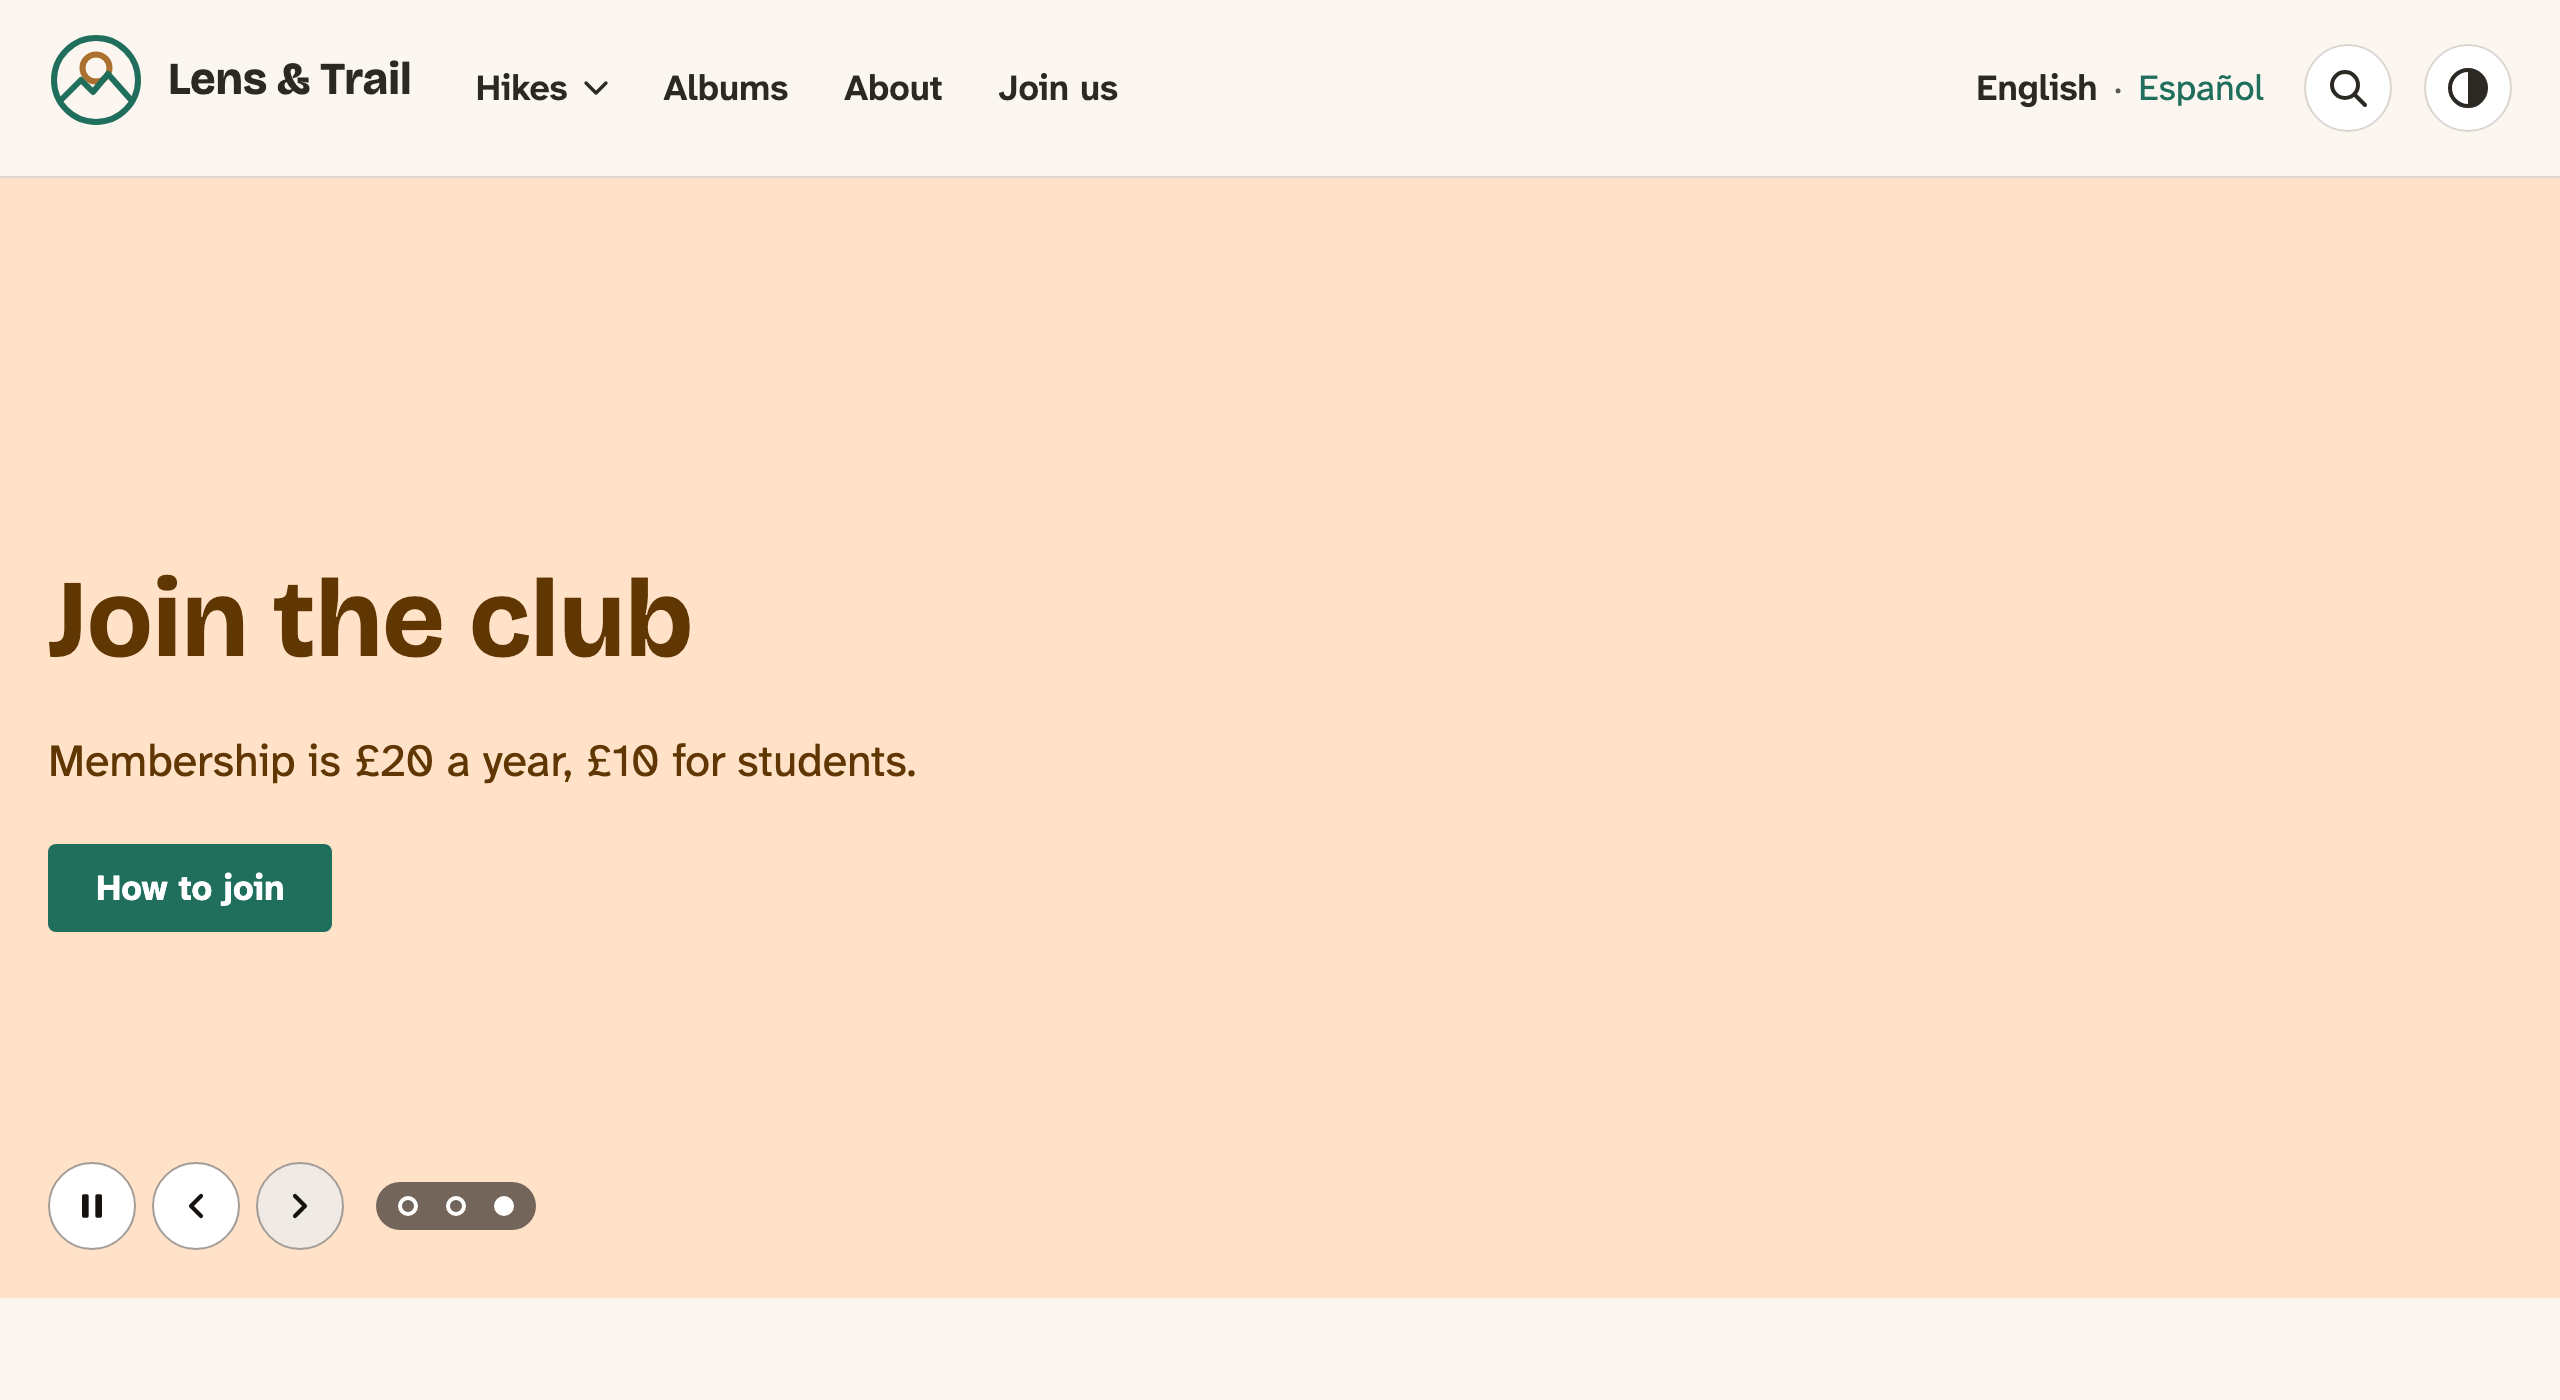 Lens & Trail
Hikes
Albums
About
Join us
English · Español
Join the club
Membership is £20 a year, £10 for students.
How to join